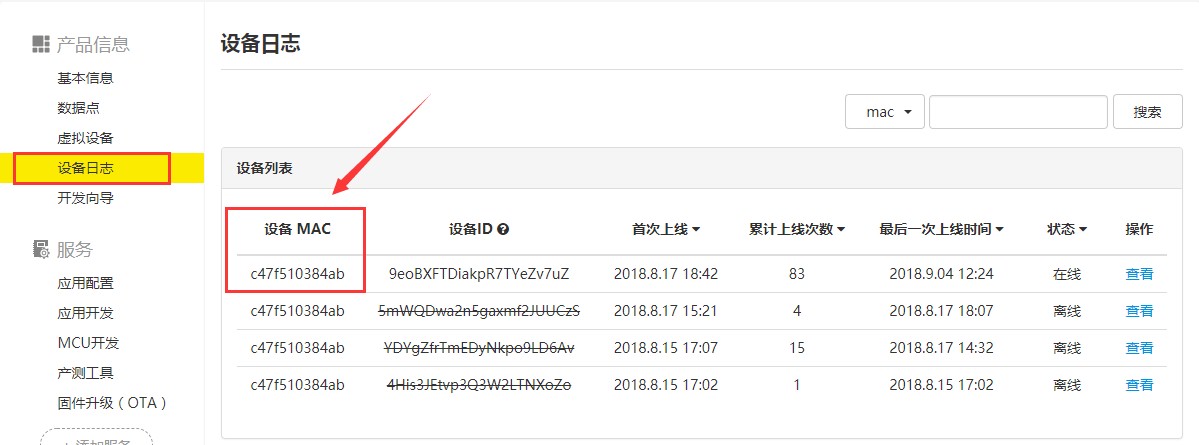 产品信息
基本信息
数据点
虚拟设备
设备日志
开发向导
服务
应用配置
应用开发
MCU开发
产测工具
固件升级（OTA）
+ 添加服务
设备日志
mac 搜索
设备列表
设备 MAC 设备ID 首次上线 累计上线次数 最后一次上线时间 状态 操作
c47f510384ab 9eoBXFTDiakpR7TYeZv7uZ 2018.8.17 18:42 83 2018.9.04 12:24 在线 查看
c47f510384ab 5mWQDwa2n5gaxmf2JUUCzS 2018.8.17 15:21 4 2018.8.17 18:07 离线 查看
c47f510384ab YDYgZfrTmEDyNkpo9LD6Av 2018.8.15 17:07 15 2018.8.17 14:32 离线 查看
c47f510384ab 4His3JEtvp3Q3W2LTNXoZo 2018.8.15 17:02 1 2018.8.15 17:02 离线 查看